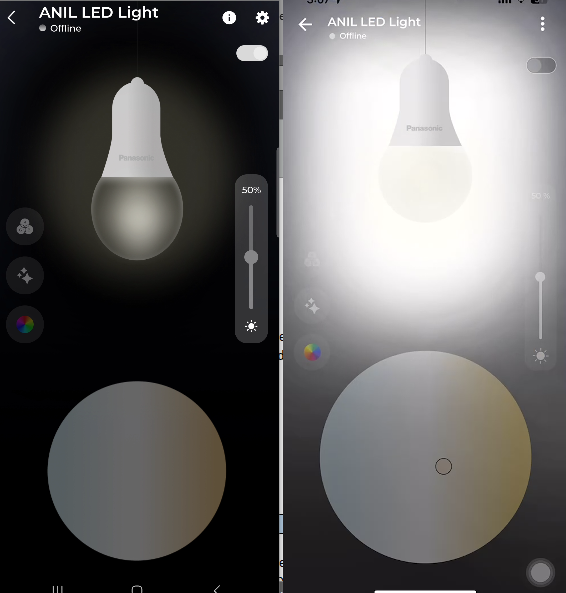 ANIL LED Light
Offline
Panasonic
50%
ANIL LED Light
Offline
Panasonic